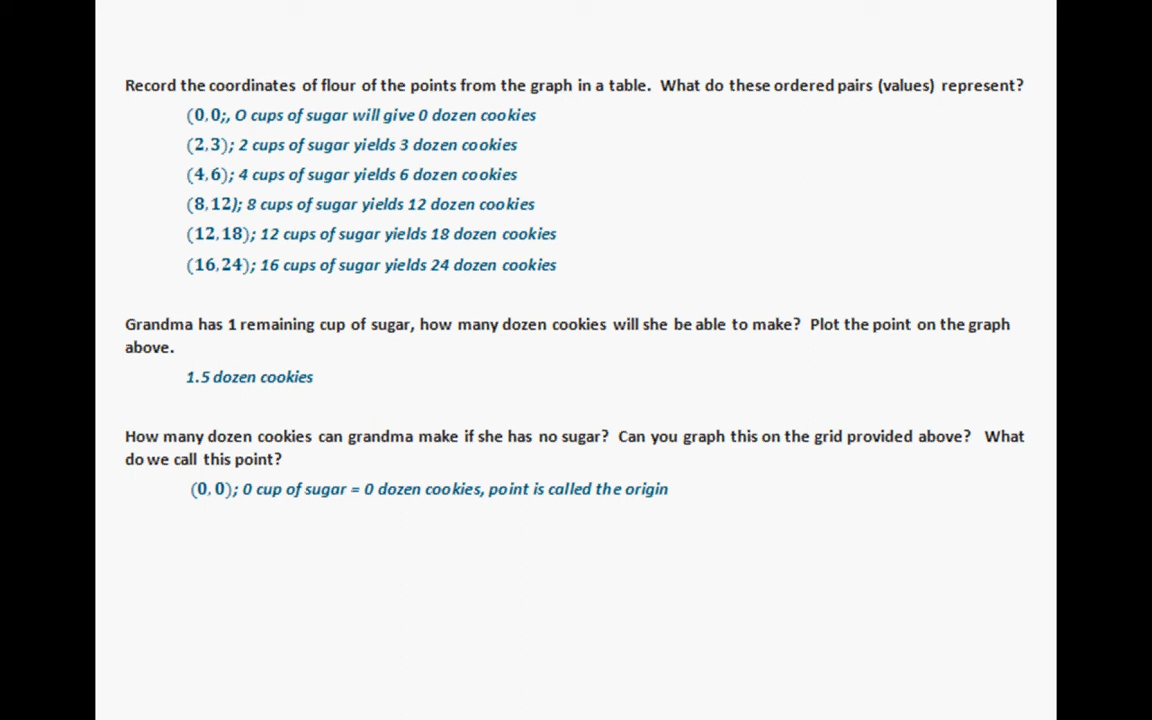 Record the coordinates of flour of the points from the graph in a table. What do these ordered pairs (values) represent?
(0,0;, O cups of sugar will give 0 dozen cookies
(2,3); 2 cups of sugar yields 3 dozen cookies
(4,6); 4 cups of sugar yields 6 dozen cookies
(8,12); 8 cups of sugar yields 12 dozen cookies
(12,18); 12 cups of sugar yields 18 dozen cookies
(16,24); 16 cups of sugar yields 24 dozen cookies
Grandma has 1 remaining cup of sugar, how many dozen cookies will she be able to make? Plot the point on the graph
above.
1.5 dozen cookies
How many dozen cookies can grandma make if she has no sugar? Can you graph this on the grid provided above? What
do we call this point?
(0,0); 0 cup of sugar = 0 dozen cookies, point is called the origin